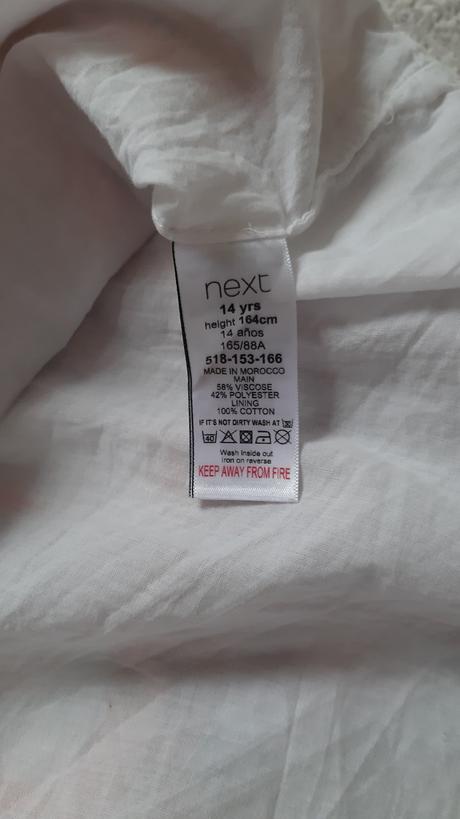 next
14 yrs
height 164cm
14 años
165/88A
518-153-166
MADE IN MOROCCO
MAIN
58% VISCOSE
42% POLYESTER
LINING
100% COTTON
IF IT'S NOT DIRTY WASH AT 30
40
Wash inside out
iron on reverse
KEEP AWAY FROM FIRE